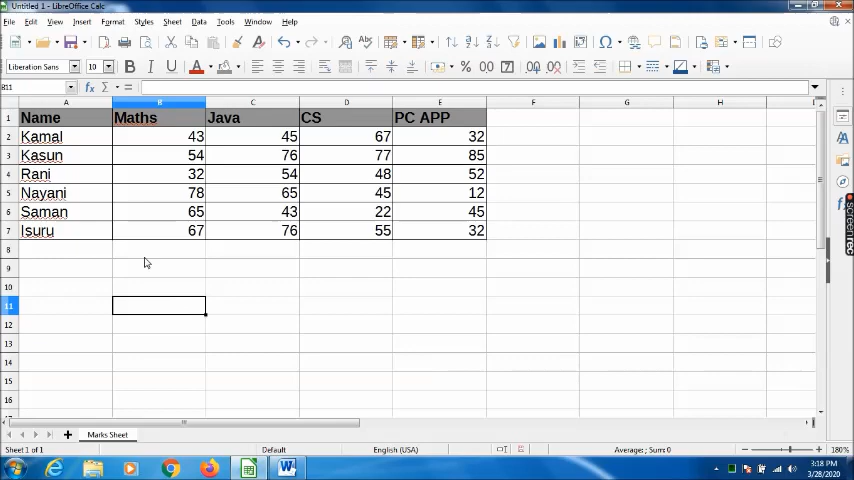 Untitled 1 - LibreOffice Calc
File Edit View Insert Format Styles Sheet Data Tools Window Help
Liberation Sans 10
B11
A B C D E F G H
1 Name Maths Java CS PC APP
2 Kamal 43 45 67 32
3 Kasun 54 76 77 85
4 Rani 32 54 48 52
5 Nayani 78 65 45 12
6 Saman 65 43 22 45
7 Isuru 67 76 55 32
8
9
10
11
12
13
14
15
16
Marks Sheet
Sheet 1 of 1 Default English (USA) Average: ; Sum: 0 180%
3:18 PM
3/28/2020
screenrec